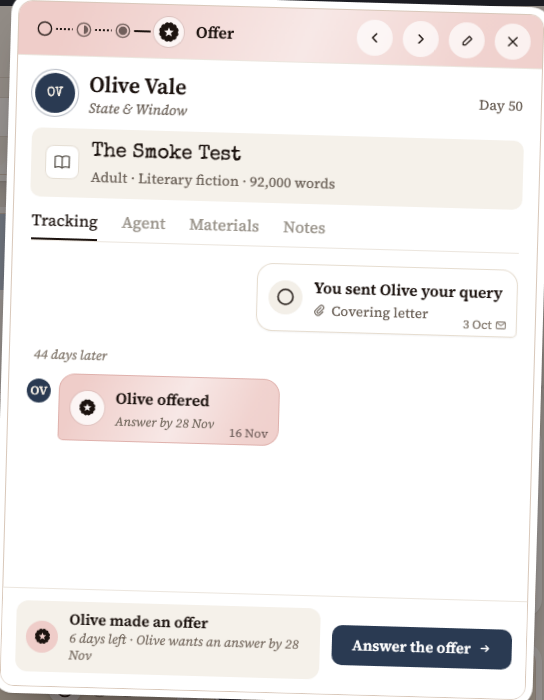 Offer
OV
Olive Vale
State & Window
Day 50
The Smoke Test
Adult · Literary fiction · 92,000 words
Tracking Agent Materials Notes
You sent Olive your query
Covering letter
3 Oct
44 days later
OV
Olive offered
Answer by 28 Nov
16 Nov
Olive made an offer
6 days left · Olive wants an answer by 28
Nov
Answer the offer →